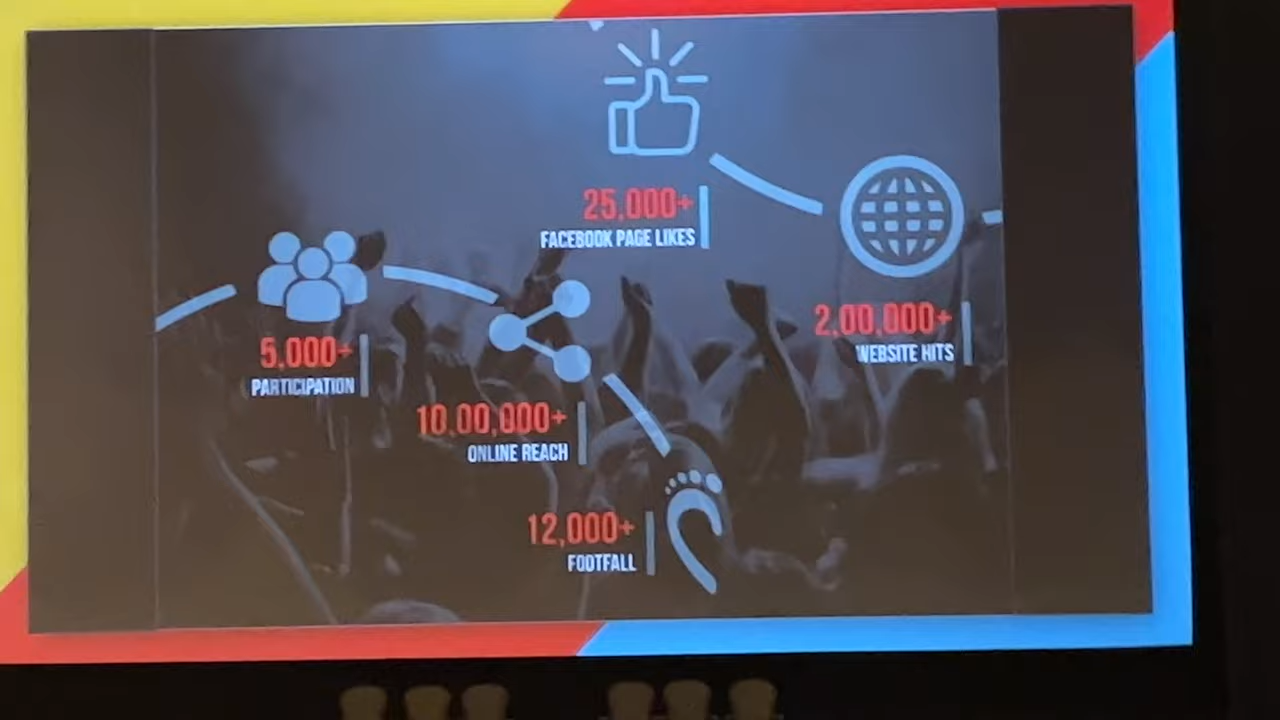 25,000+
FACEBOOK PAGE LIKES
2,00,000+
WEBSITE HITS
5,000+
PARTICIPATION
10,00,000+
ONLINE REACH
12,000+
FOOTFALL